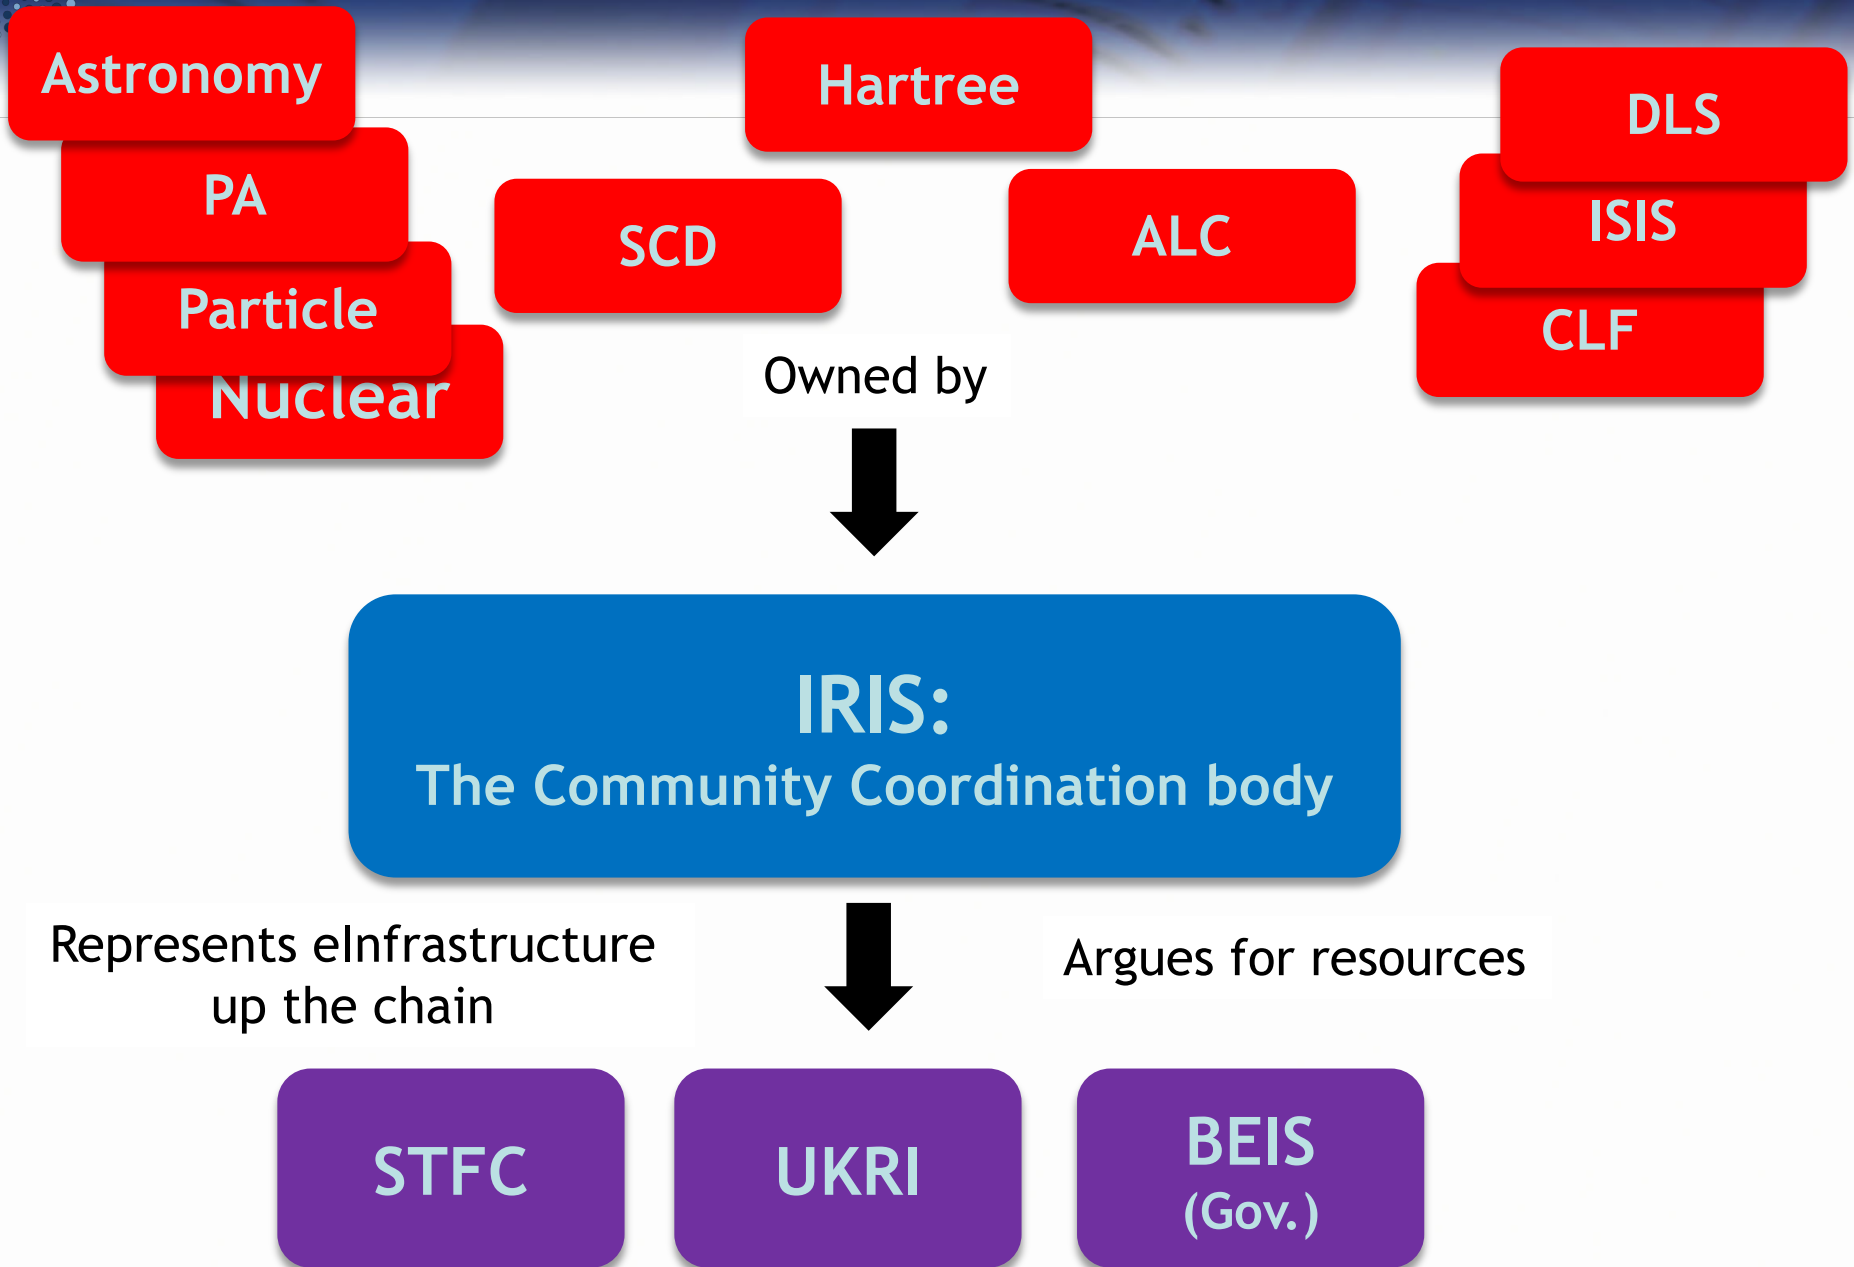 Astronomy
PA
Particle
Nuclear
Hartree
SCD
ALC
DLS
ISIS
CLF
Owned by
IRIS:
The Community Coordination body
Represents eInfrastructure
up the chain
Argues for resources
STFC
UKRI
BEIS
(Gov.)